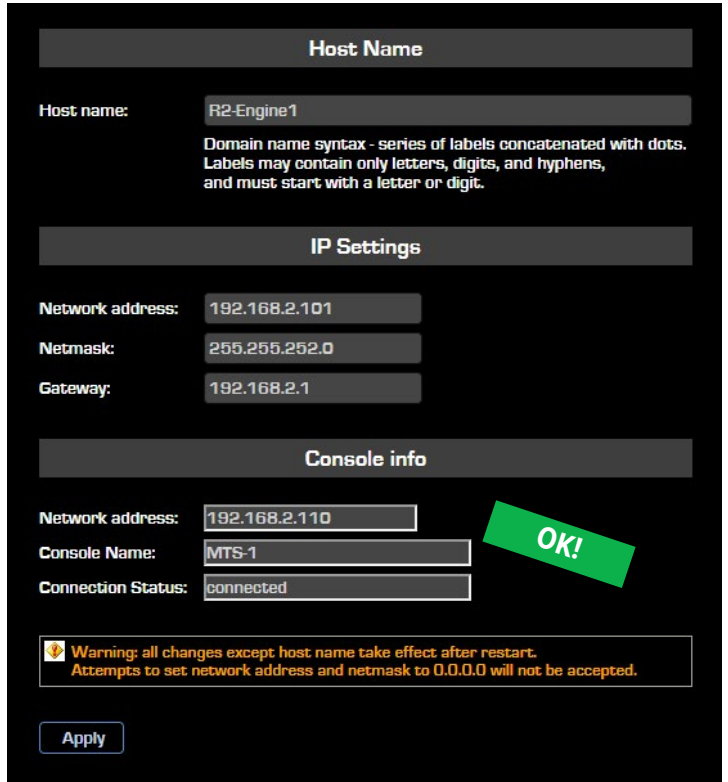 Host Name
Host name: R2-Engine1
Domain name syntax - series of labels concatenated with dots.
Labels may contain only letters, digits, and hyphens,
and must start with a letter or digit.
IP Settings
Network address: 192.168.2.101
Netmask: 255.255.252.0
Gateway: 192.168.2.1
Console info
Network address: 192.168.2.110
Console Name: MTS-1
OK!
Connection Status: connected
Warning: all changes except host name take effect after restart.
Attempts to set network address and netmask to 0.0.0.0 will not be accepted.
Apply